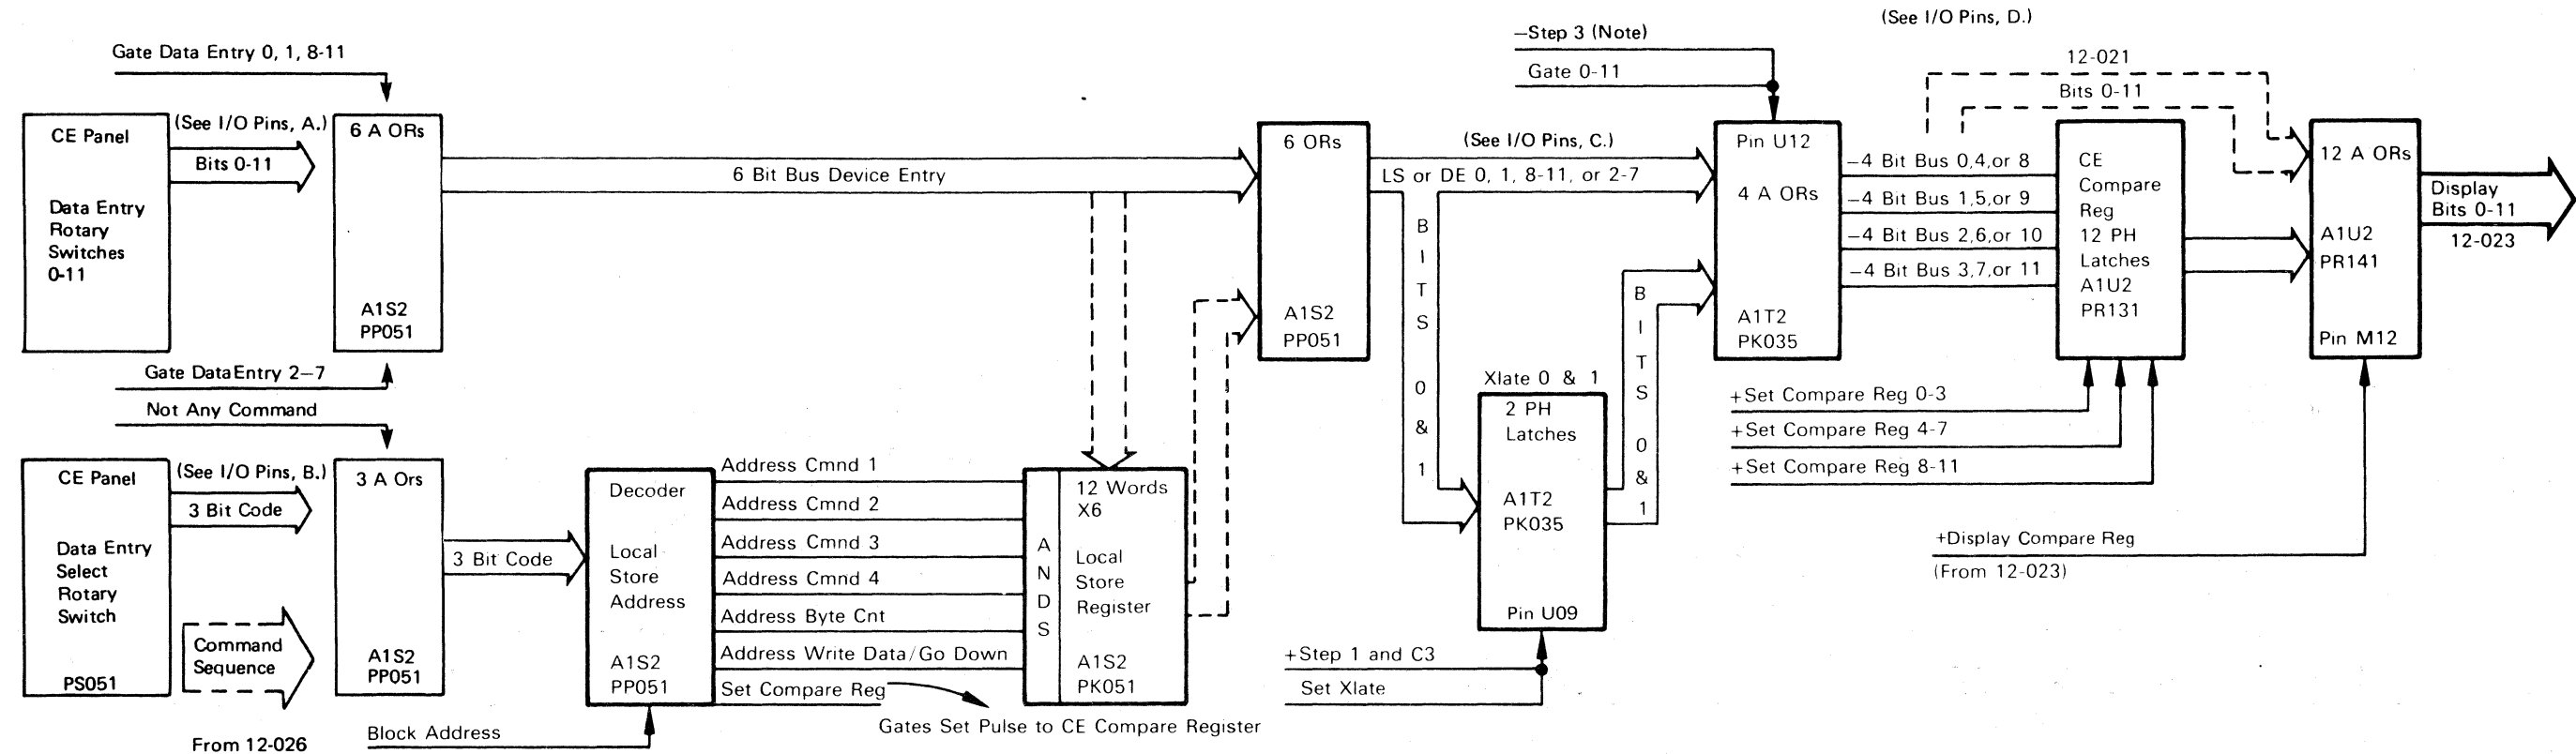 (See I/O Pins, D.)
Gate Data Entry 0, 1, 8-11
—Step 3 (Note)
Gate 0-11
12-021
Bits 0-11
CE Panel
Data Entry
Rotary
Switches
0-11
(See I/O Pins, A.)
Bits 0-11
6 A ORs
A1S2
PP051
Gate DataEntry 2—7
6 Bit Bus Device Entry
6 ORs
A1S2
PP051
(See I/O Pins, C.)
LS or DE 0, 1, 8-11, or 2-7
BITS 0 & 1
Pin U12
4 A ORs
A1T2
PK035
—4 Bit Bus 0,4,or 8
—4 Bit Bus 1,5,or 9
—4 Bit Bus 2,6,or 10
—4 Bit Bus 3,7,or 11
CE
Compare
Reg
12 PH
Latches
A1U2
PR131
12 A ORs
A1U2
PR141
Pin M12
Display
Bits 0-11
12-023
Not Any Command
CE Panel
Data Entry
Select
Rotary
Switch
PS051
(See I/O Pins, B.)
3 Bit Code
Command
Sequence
From 12-026
3 A Ors
A1S2
PP051
3 Bit Code
Decoder
Local
Store
Address
A1S2
PP051
Block Address
Address Cmnd 1
Address Cmnd 2
Address Cmnd 3
Address Cmnd 4
Address Byte Cnt
Address Write Data/Go Down
Set Compare Reg
Gates Set Pulse to CE Compare Register
ANDS
12 Words
X6
Local
Store
Register
A1S2
PK051
Xlate 0 & 1
2 PH
Latches
A1T2
PK035
Pin U09
BITS 0 & 1
+Step 1 and C3
Set Xlate
+Set Compare Reg 0-3
+Set Compare Reg 4-7
+Set Compare Reg 8-11
+Display Compare Reg
(From 12-023)